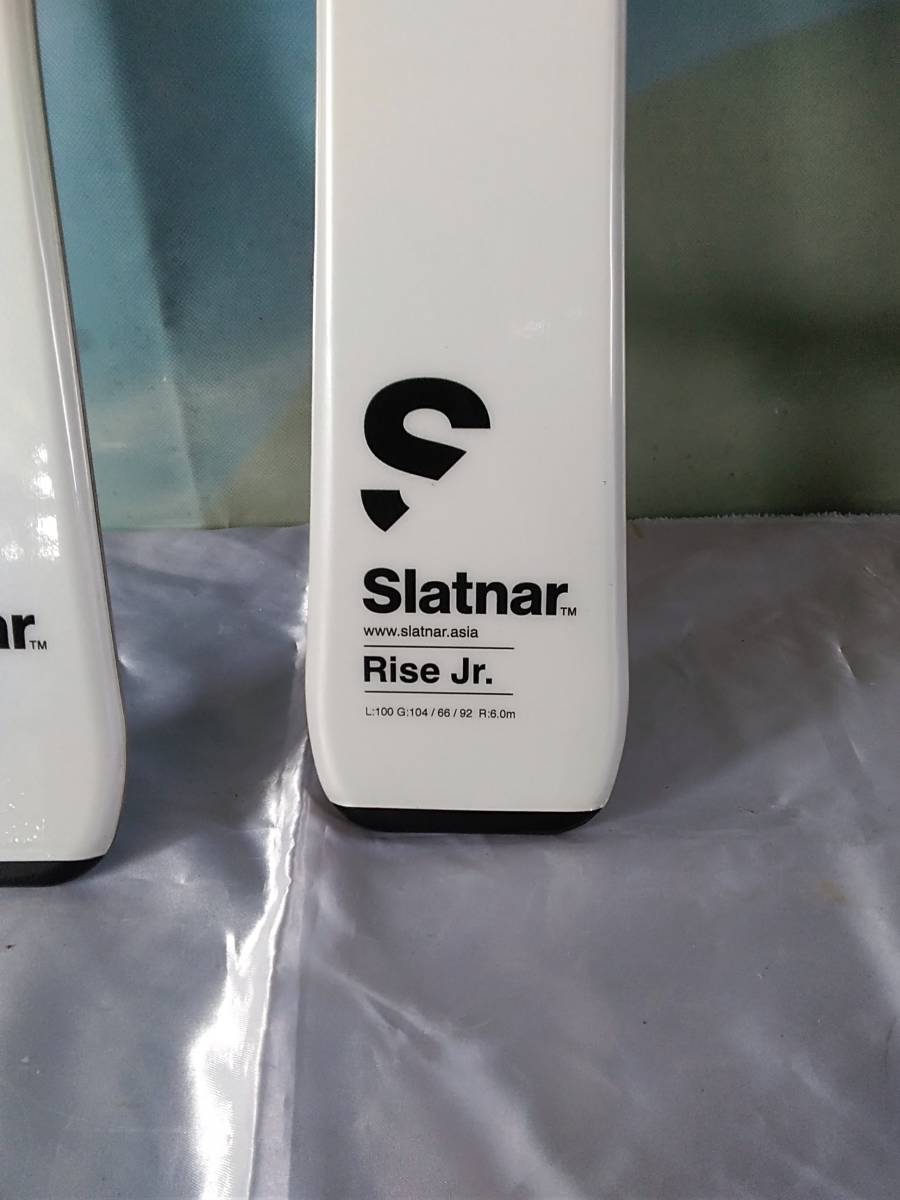 Slatnar™
www.slatnar.asia
Rise Jr.
L:100 G:104 / 66 / 92 R:6.0m
ar™